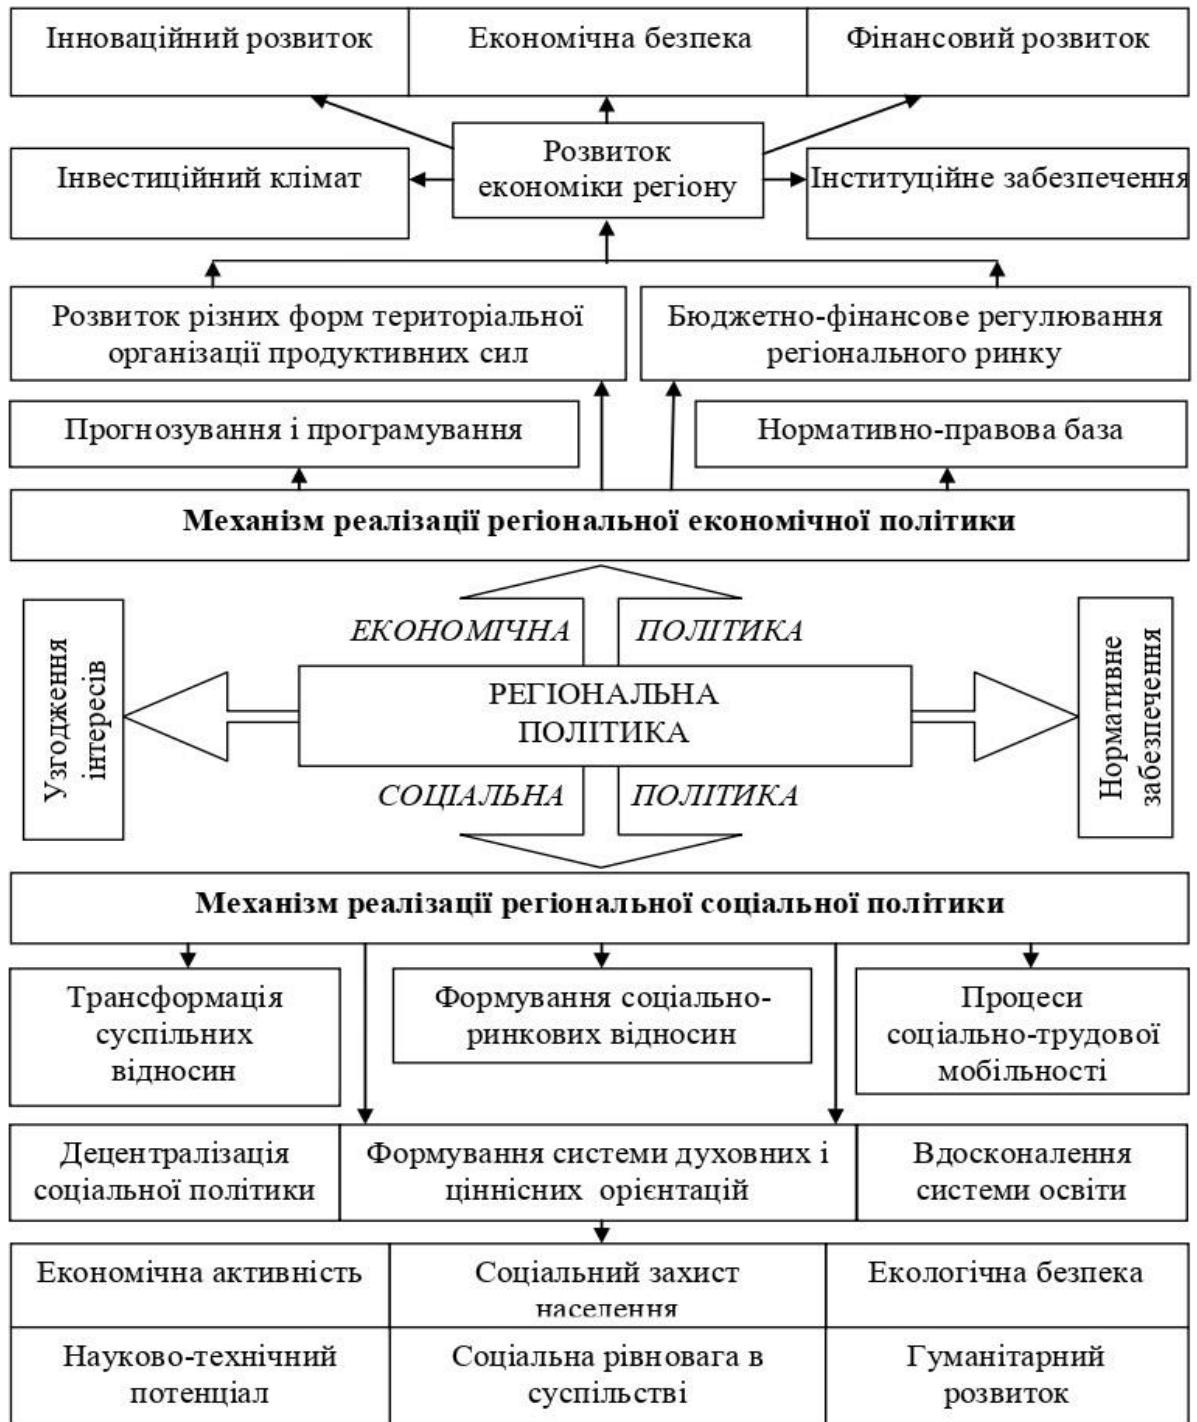 Інноваційний розвиток
Економічна безпека
Фінансовий розвиток
Розвиток
економіки регіону
Інвестиційний клімат
Інституційне забезпечення
Розвиток різних форм територіальної
організації продуктивних сил
Бюджетно-фінансове регулювання
регіонального ринку
Прогнозування і програмування
Нормативно-правова база
Механізм реалізації регіональної економічної політики
ЕКОНОМІЧНА ПОЛІТИКА
Узгодження
інтересів
РЕГІОНАЛЬНА
ПОЛІТИКА
Нормативне
забезпечення
СОЦІАЛЬНА ПОЛІТИКА
Механізм реалізації регіональної соціальної політики
Трансформація
суспільних
відносин
Формування соціально-
ринкових відносин
Процеси
соціально-трудової
мобільності
Децентралізація
соціальної політики
Формування системи духовних і
ціннісних орієнтацій
Вдосконалення
системи освіти
Економічна активність
Соціальний захист
населення
Екологічна безпека
Науково-технічний
потенціал
Соціальна рівновага в
суспільстві
Гуманітарний
розвиток